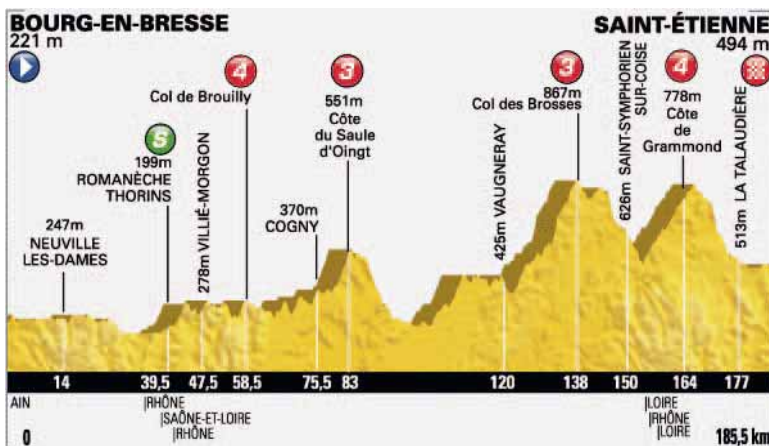 BOURG-EN-BRESSE
221 m
SAINT-ÉTIENNE
494 m
4
Col de Brouilly
3
551m
Côte
du Saule
d'Oingt
3
867m
Col des Brosses
4
778m
Côte
de
Grammond
S
199m
ROMANÈCHE
THORINS
247m
NEUVILLE
LES-DAMES
278m VILLIÉ-MORGON
370m
COGNY
425m VAUGNERAY
626m SAINT-SYMPHORIEN
SUR-COISE
513m LA TALAUDIÈRE
14 39,5 47,5 58,5 75,5 83 120 138 150 164 177
AIN |RHÔNE |LOIRE
|SAÔNE-ET-LOIRE |RHÔNE
|RHÔNE |LOIRE
0 185,5 km